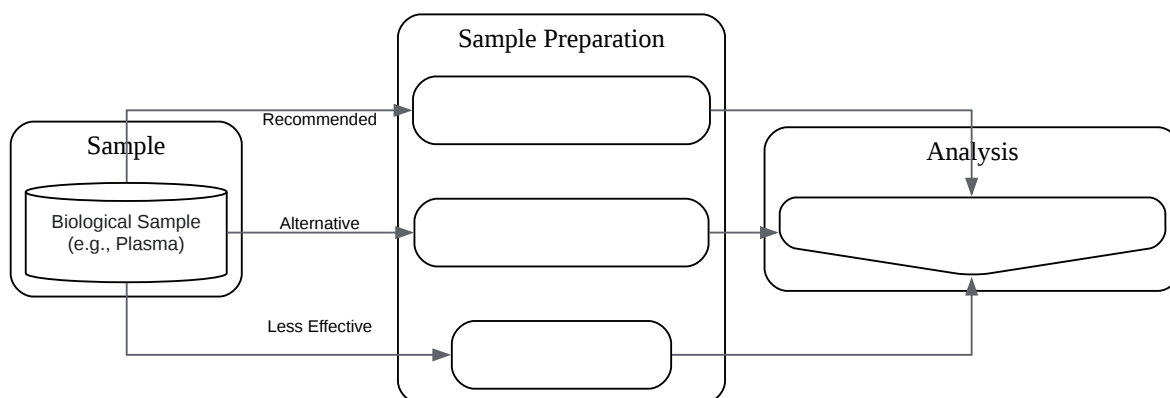 Sample Preparation
Recommended
Sample
Analysis
Biological Sample
(e.g., Plasma)
Alternative
Less Effective